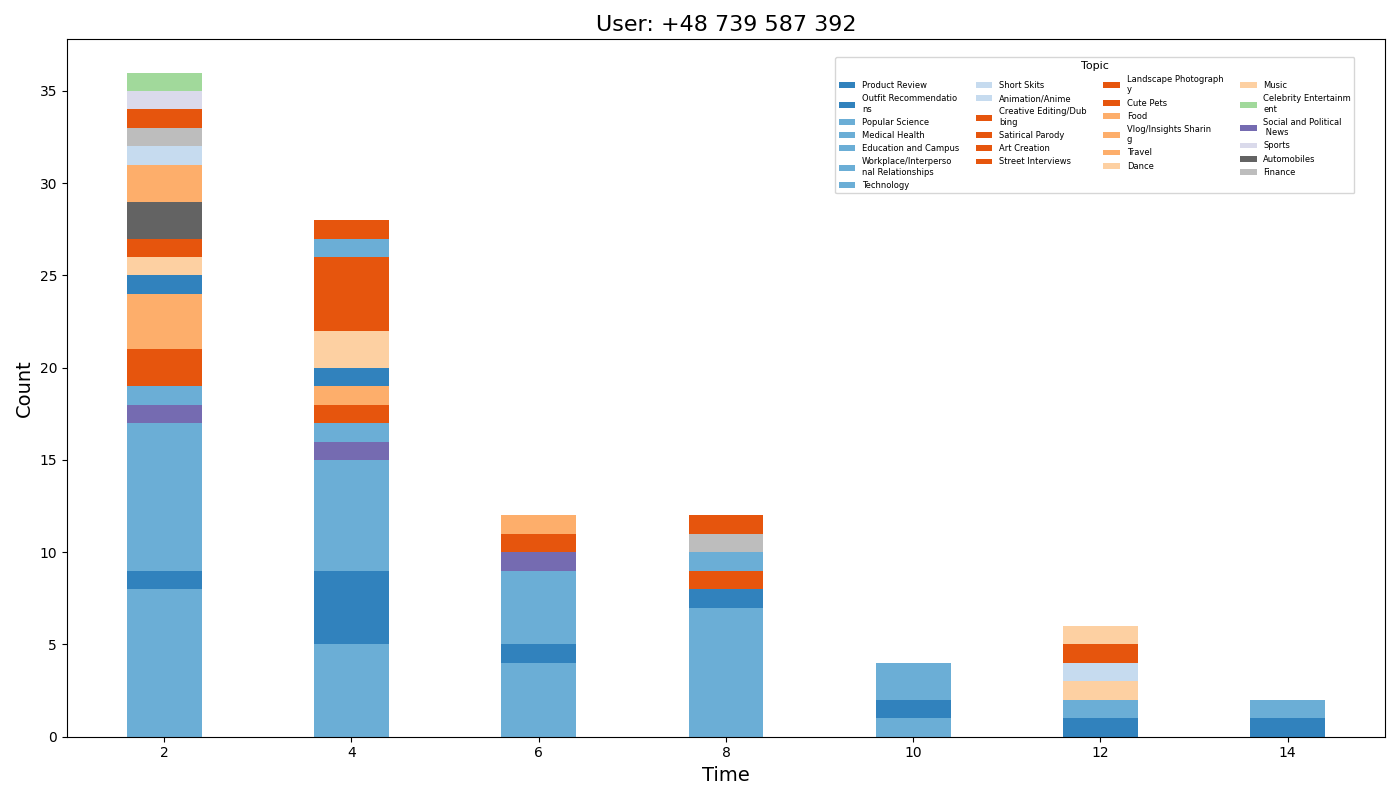 User: +48 739 587 392
Topic
Product Review
Outfit Recommendatio
ns
Popular Science
Medical Health
Education and Campus
Workplace/Interperso
nal Relationships
Technology
Short Skits
Animation/Anime
Creative Editing/Dub
bing
Satirical Parody
Art Creation
Street Interviews
Landscape Photograph
y
Cute Pets
Food
Vlog/Insights Sharin
g
Travel
Dance
Music
Celebrity Entertainm
ent
Social and Political
News
Sports
Automobiles
Finance
Count
35
30
25
20
15
10
5
0
2 4 6 8 10 12 14
Time